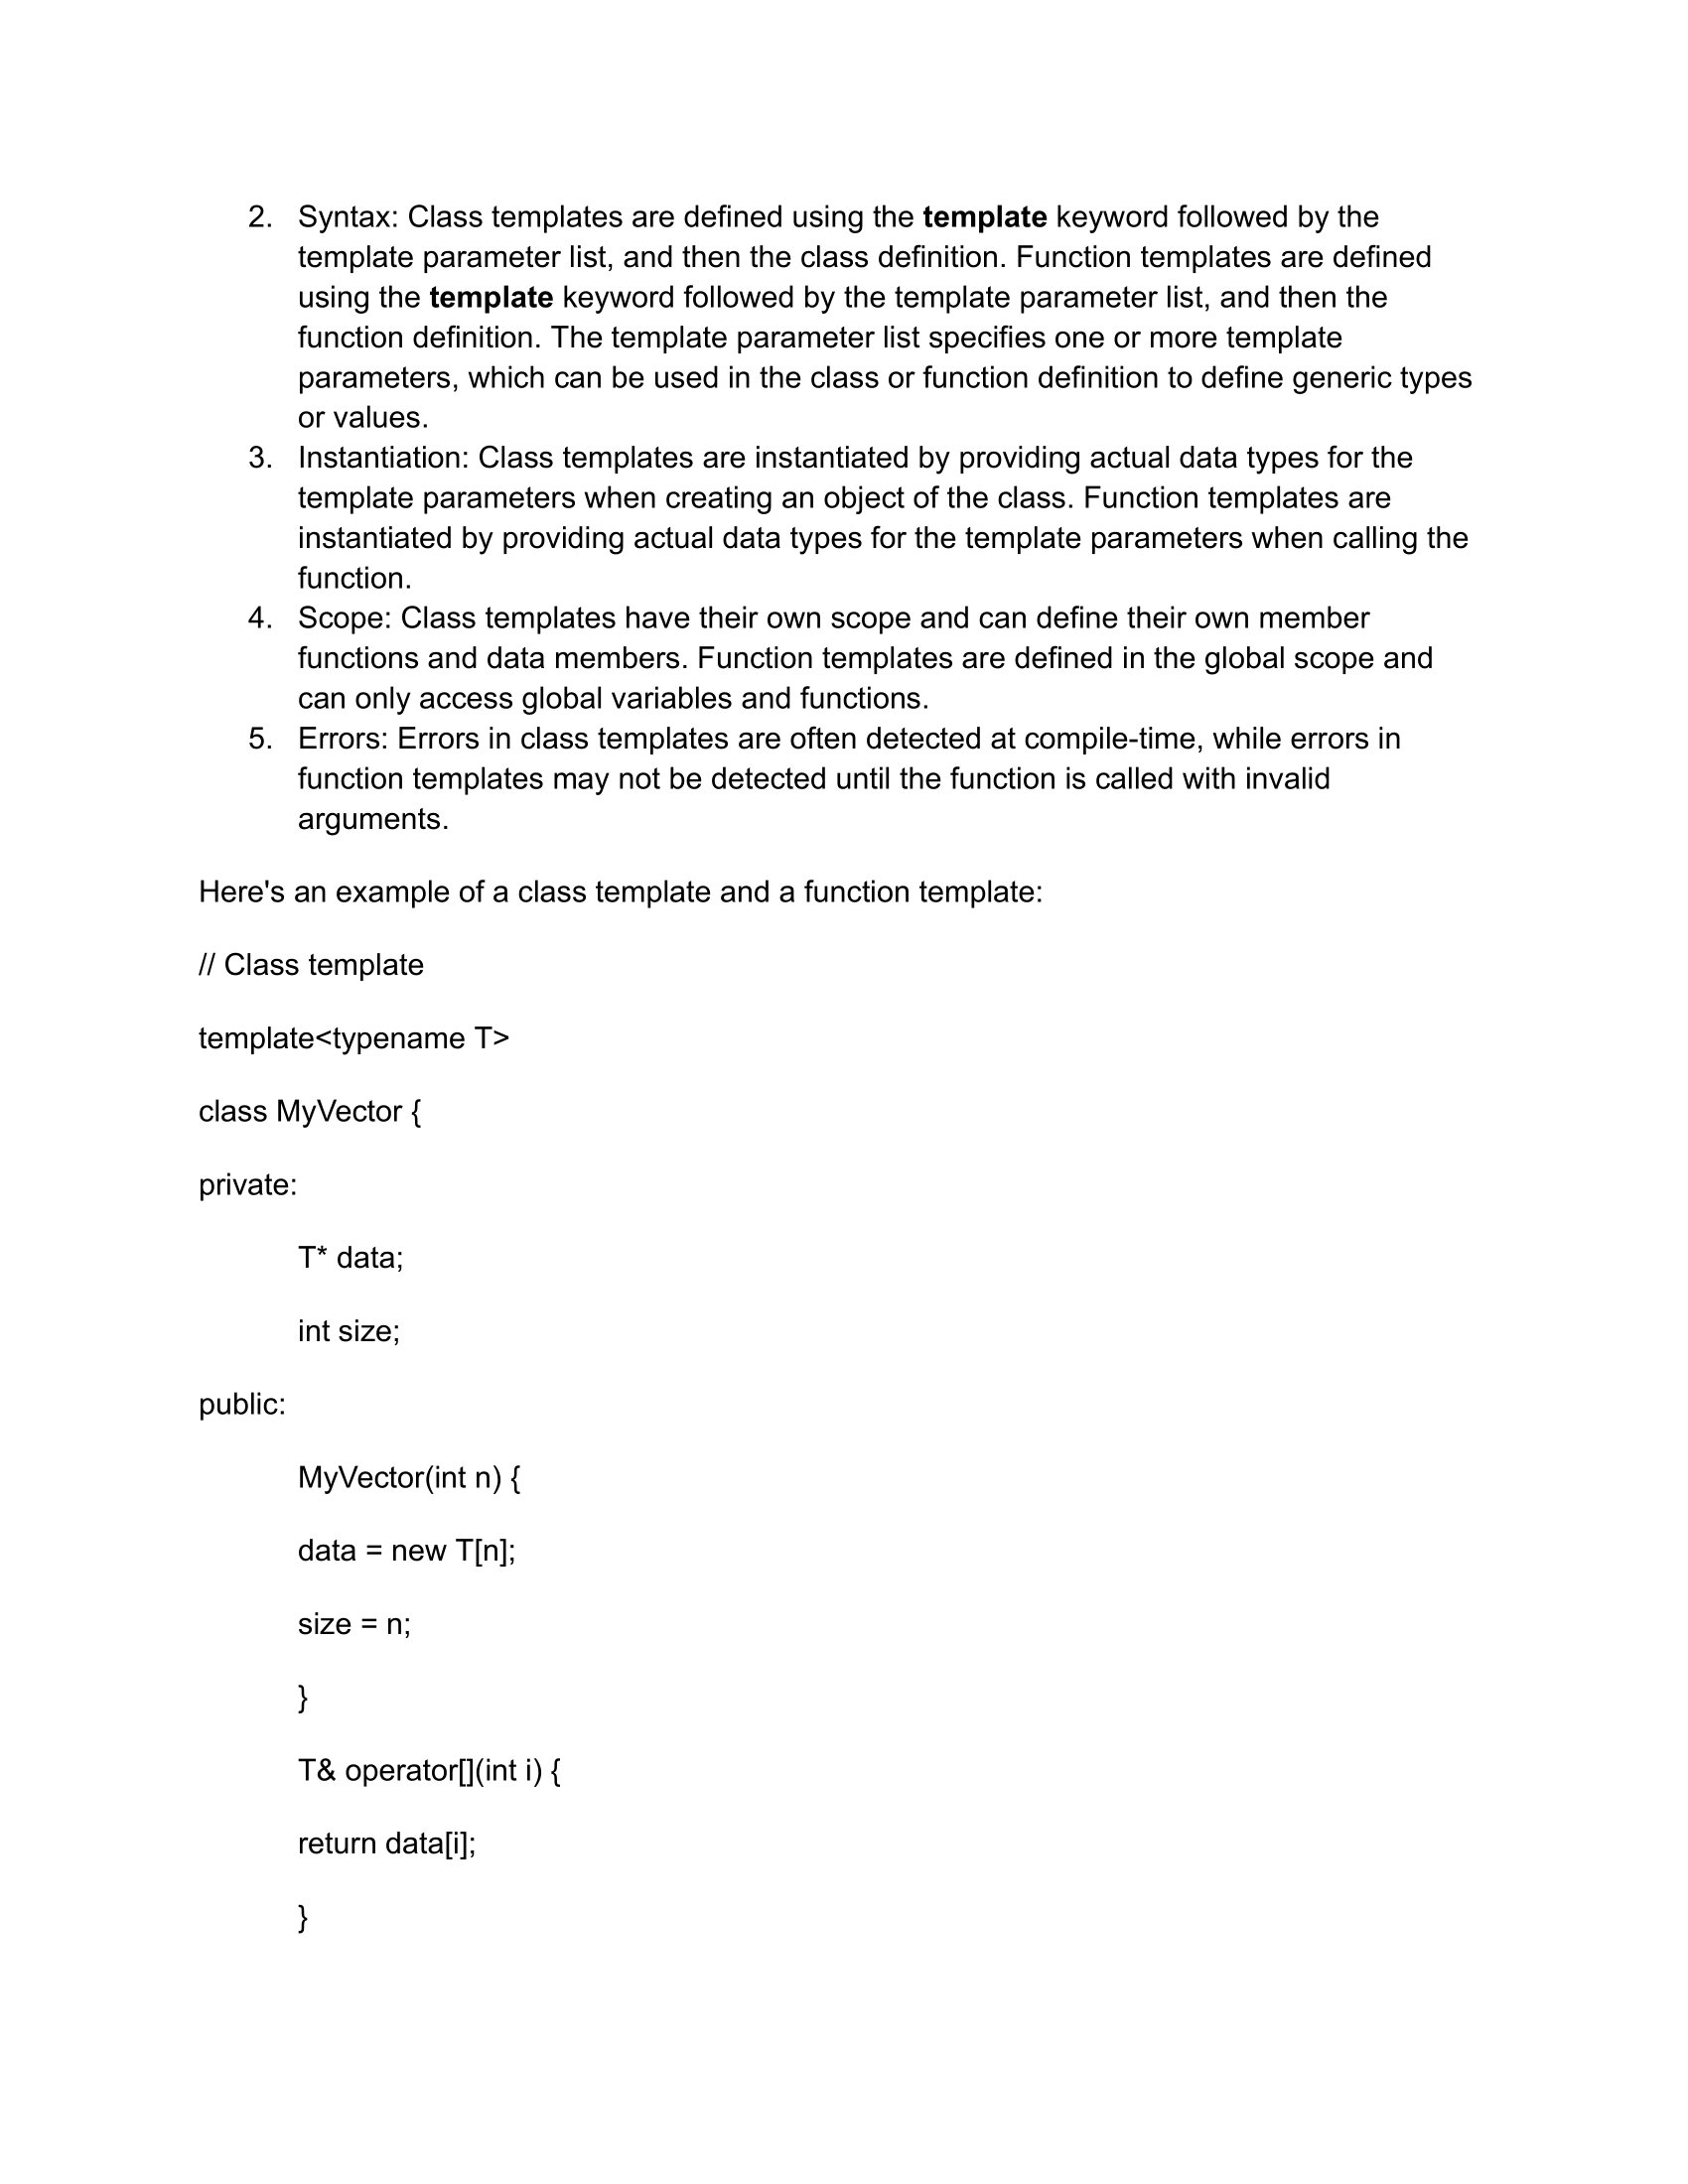 2. Syntax: Class templates are defined using the template keyword followed by the
template parameter list, and then the class definition. Function templates are defined
using the template keyword followed by the template parameter list, and then the
function definition. The template parameter list specifies one or more template
parameters, which can be used in the class or function definition to define generic types
or values.
3. Instantiation: Class templates are instantiated by providing actual data types for the
template parameters when creating an object of the class. Function templates are
instantiated by providing actual data types for the template parameters when calling the
function.
4. Scope: Class templates have their own scope and can define their own member
functions and data members. Function templates are defined in the global scope and
can only access global variables and functions.
5. Errors: Errors in class templates are often detected at compile-time, while errors in
function templates may not be detected until the function is called with invalid
arguments.
Here's an example of a class template and a function template:
// Class template
template<typename T>
class MyVector {
private:
T* data;
int size;
public:
MyVector(int n) {
data = new T[n];
size = n;
}
T& operator[](int i) {
return data[i];
}